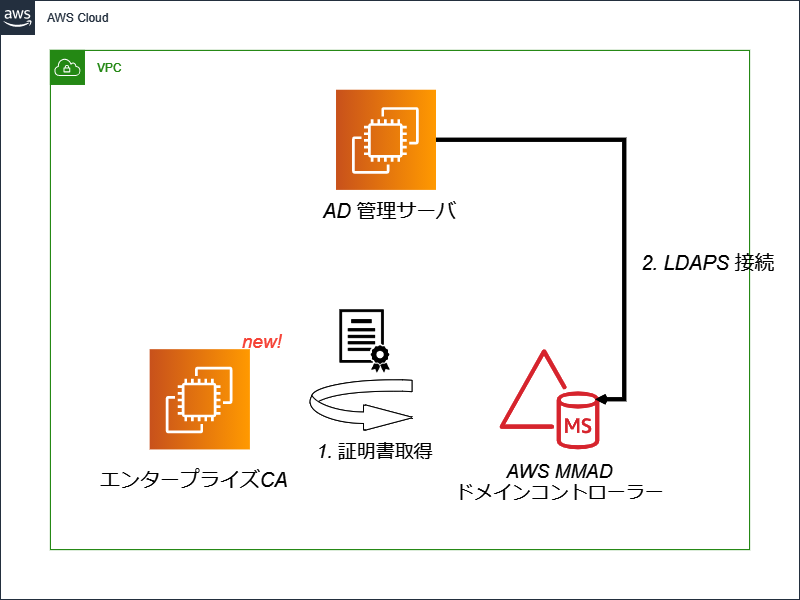 aws
AWS Cloud
VPC
AD 管理サーバ
2. LDAPS 接続
new!
1. 証明書取得
エンタープライズCA
MS
AWS MMAD
ドメインコントローラー